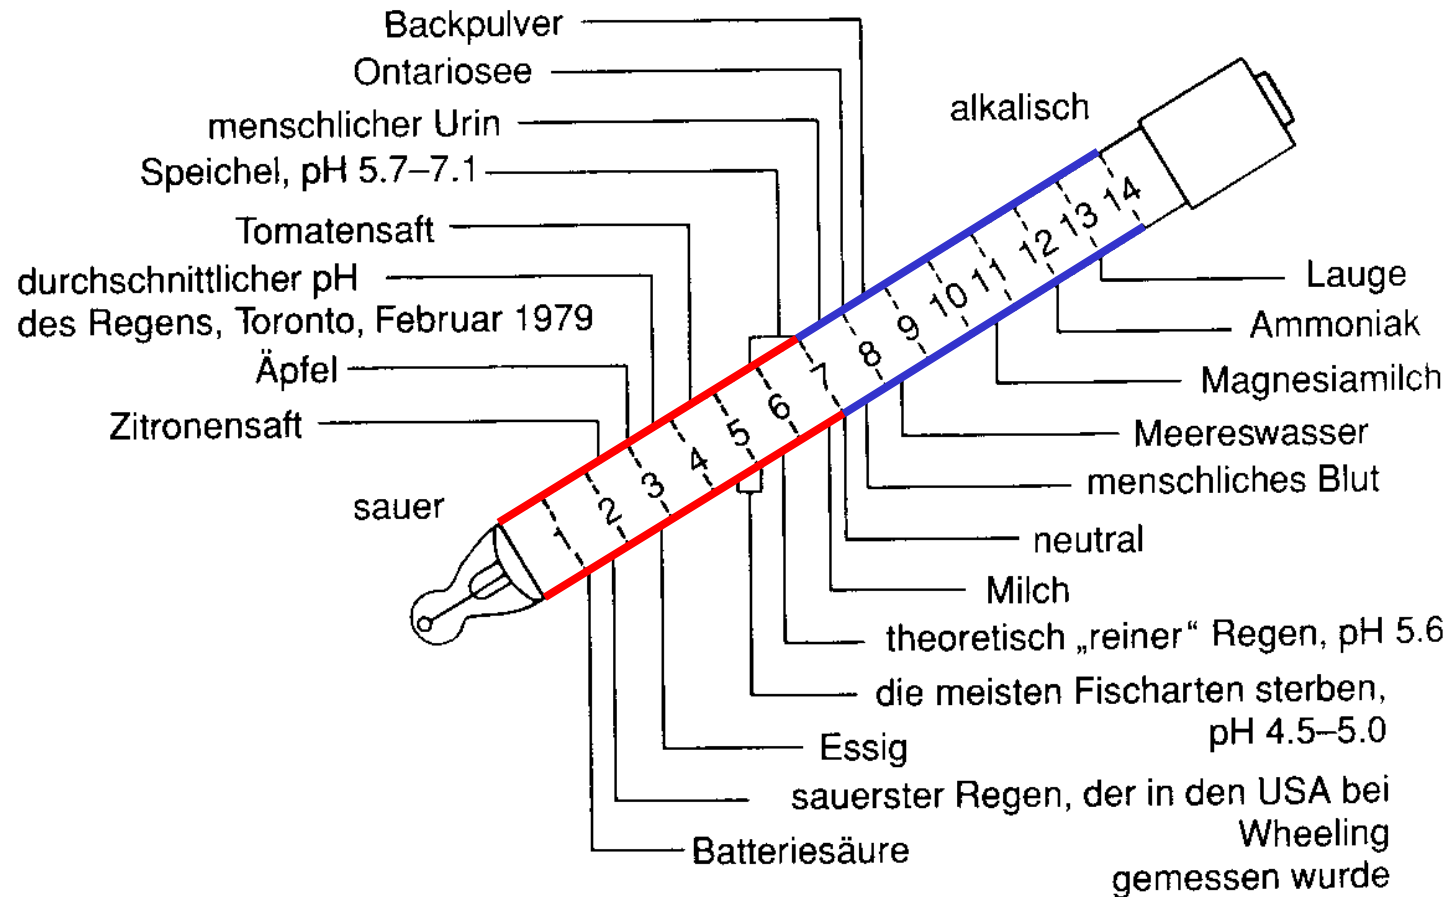 Backpulver
Ontariosee
menschlicher Urin
Speichel, pH 5.7–7.1
Tomatensaft
durchschnittlicher pH
des Regens, Toronto, Februar 1979
Äpfel
Zitronensaft
sauer
alkalisch
1
2
3
4
5
6
7
8
9
10
11
12
13
14
Lauge
Ammoniak
Magnesiamilch
Meereswasser
menschliches Blut
neutral
Milch
theoretisch „reiner“ Regen, pH 5.6
die meisten Fischarten sterben,
pH 4.5–5.0
Essig
sauerster Regen, der in den USA bei
Wheeling
gemessen wurde
Batteriesäure